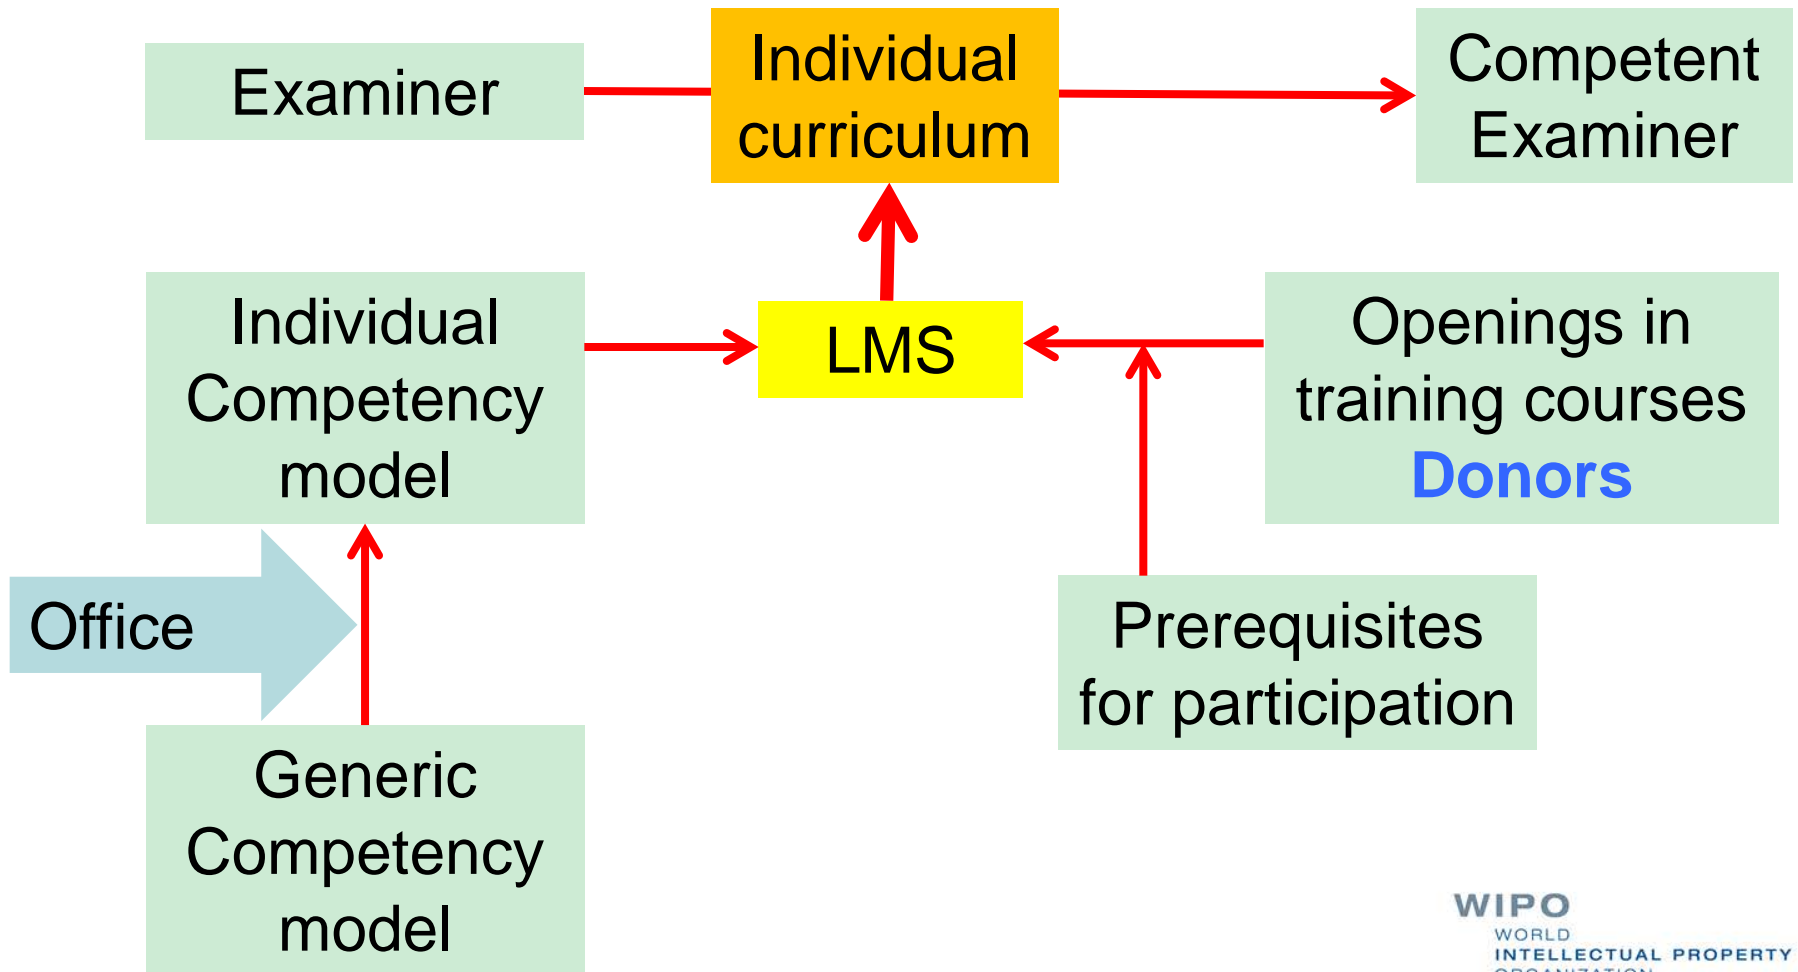 Examiner
Individual
curriculum
Competent
Examiner
Individual
Competency
model
LMS
Openings in
training courses
Donors
Office
Prerequisites
for participation
Generic
Competency
model
WIPO
WORLD
INTELLECTUAL PROPERTY
ORGANIZATION